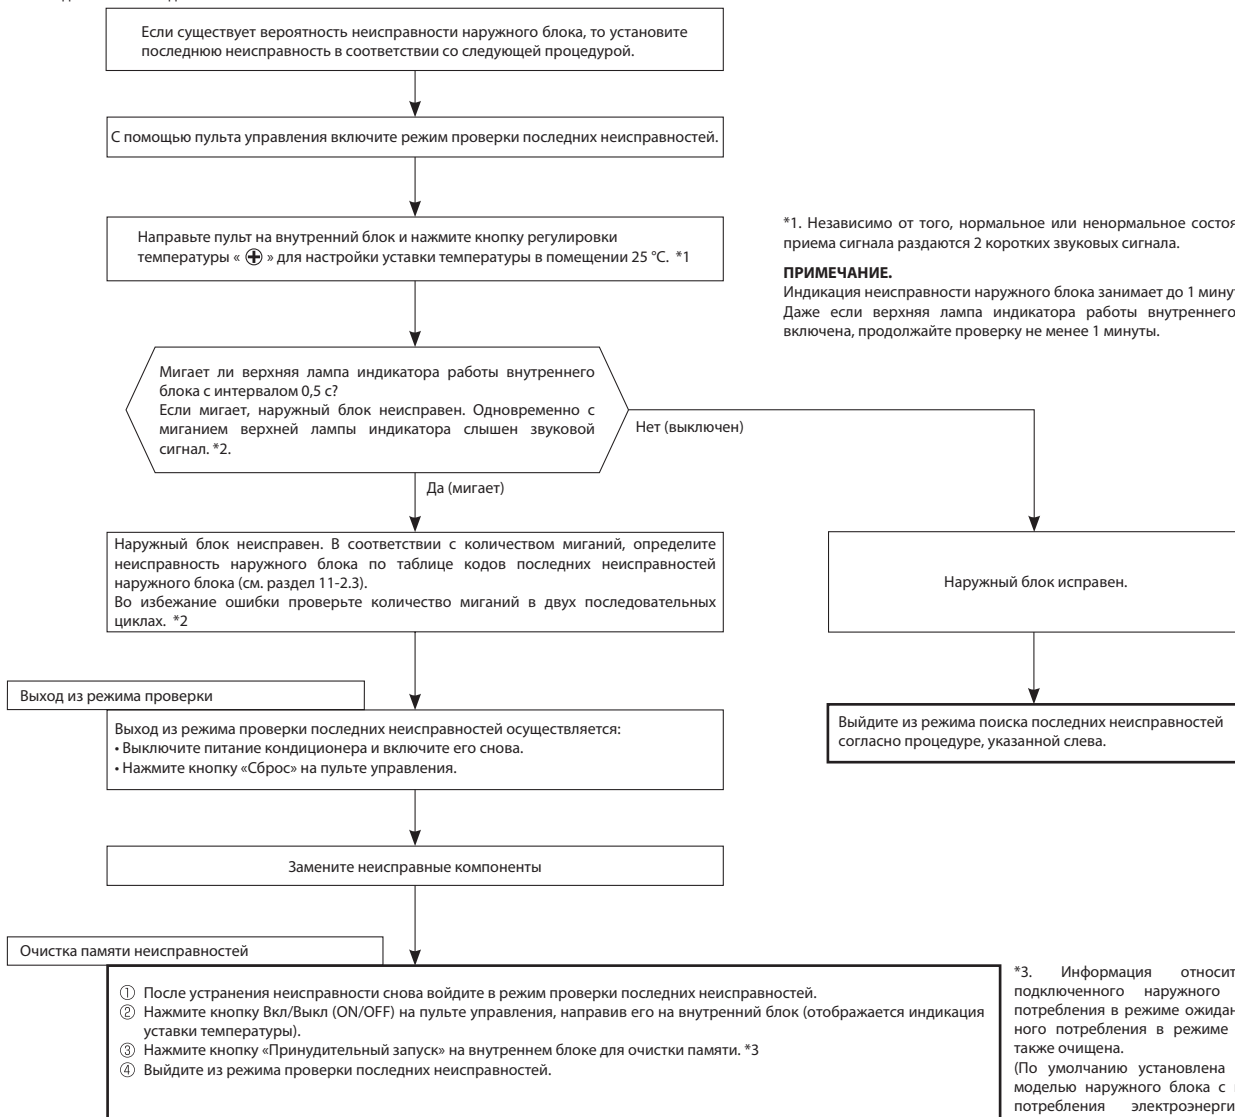 Если существует вероятность неисправности наружного блока, то установите
последнюю неисправность в соответствии со следующей процедурой.
С помощью пульта управления включите режим проверки последних неисправностей.
Направьте пульт на внутренний блок и нажмите кнопку регулировки
температуры « + » для настройки уставки температуры в помещении 25 °C. *1
*1. Независимо от того, нормальное или ненормальное состоя
приема сигнала раздаются 2 коротких звуковых сигнала.
ПРИМЕЧАНИЕ.
Индикация неисправности наружного блока занимает до 1 мину
Даже если верхняя лампа индикатора работы внутреннего
включена, продолжайте проверку не менее 1 минуты.
Мигает ли верхняя лампа индикатора работы внутреннего
блока с интервалом 0,5 с?
Если мигает, наружный блок неисправен. Одновременно с
миганием верхней лампы индикатора слышен звуковой
сигнал. *2.
Нет (выключен)
Да (мигает)
Наружный блок неисправен. В соответствии с количеством миганий, определите
неисправность наружного блока по таблице кодов последних неисправностей
наружного блока (см. раздел 11-2.3).
Во избежание ошибки проверьте количество миганий в двух последовательных
циклах. *2
Наружный блок исправен.
Выход из режима проверки
Выход из режима проверки последних неисправностей осуществляется:
• Выключите питание кондиционера и включите его снова.
• Нажмите кнопку «Сброс» на пульте управления.
Выйдите из режима поиска последних неисправностей
согласно процедуре, указанной слева.
Замените неисправные компоненты
Очистка памяти неисправностей
① После устранения неисправности снова войдите в режим проверки последних неисправностей.
② Нажмите кнопку Вкл/Выкл (ON/OFF) на пульте управления, направив его на внутренний блок (отображается индикация
уставки температуры).
③ Нажмите кнопку «Принудительный запуск» на внутреннем блоке для очистки памяти. *3
④ Выйдите из режима проверки последних неисправностей.
*3. Информация относит
подключенного наружного
потребления в режиме ожидан
ного потребления в режиме
также очищена.
(По умолчанию установлена
моделью наружного блока с
потребления электроэнерги